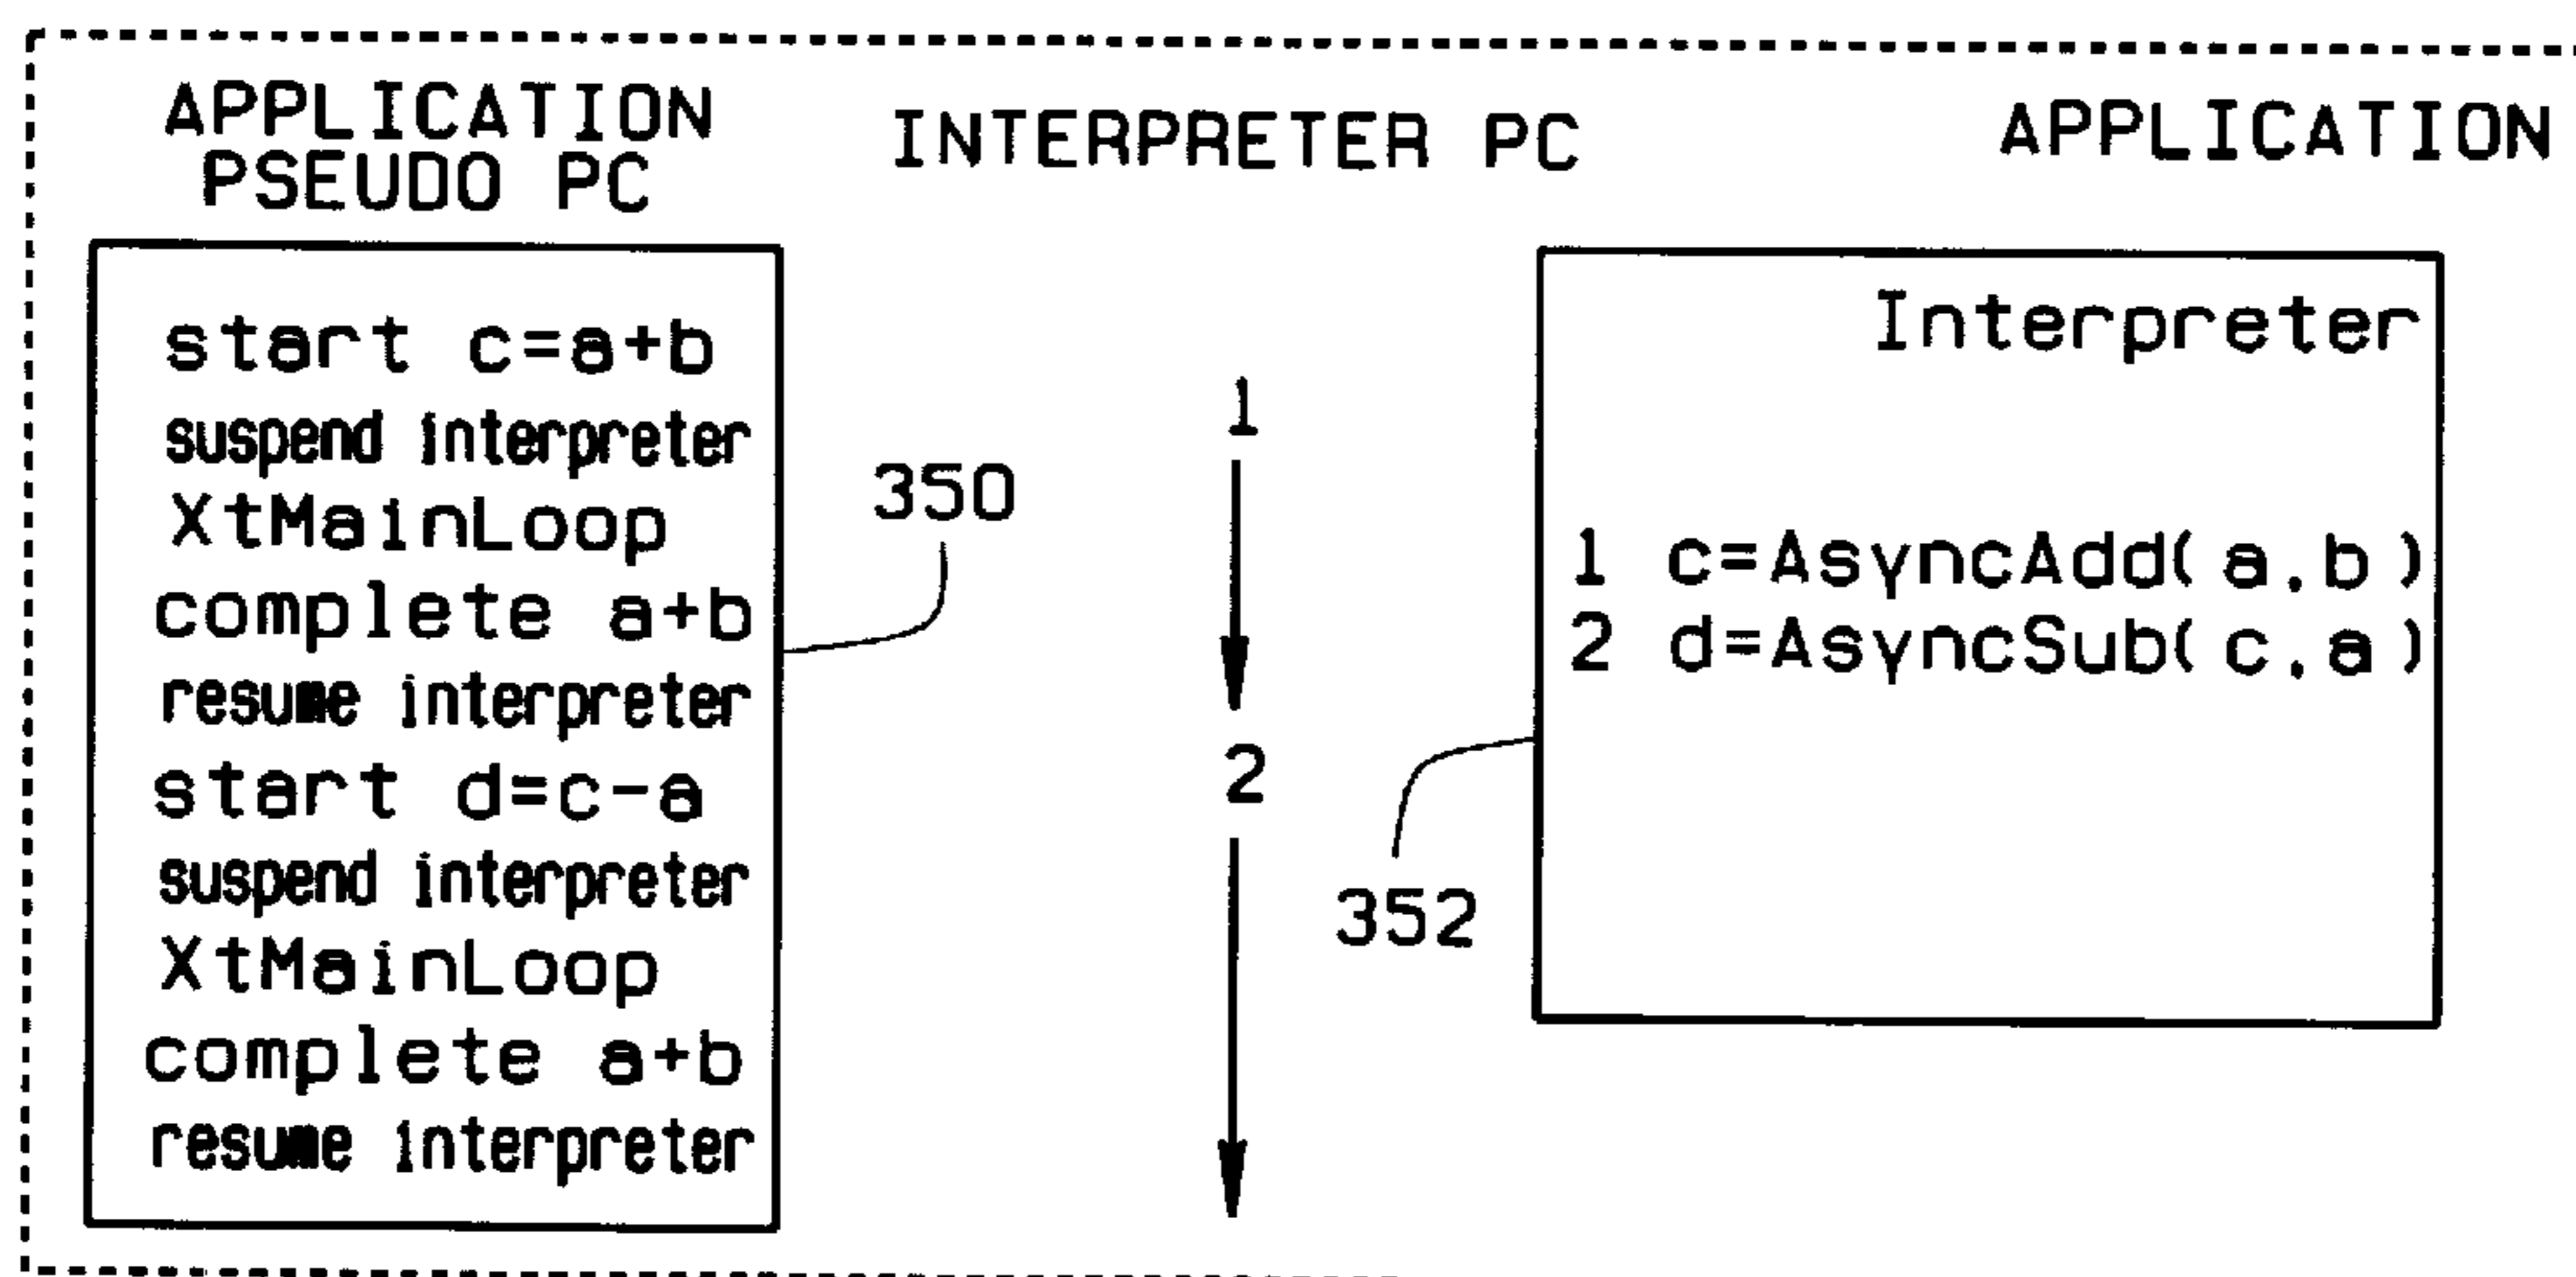 APPLICATION
PSEUDO PC
INTERPRETER PC
APPLICATION
start c=a+b
suspend interpreter
XtMainLoop
complete a+b
resume interpreter
start d=c-a
suspend interpreter
XtMainLoop
complete a+b
resume interpreter
350
1
2
352
Interpreter
1 c=AsyncAdd(a,b)
2 d=AsyncSub(c,a)